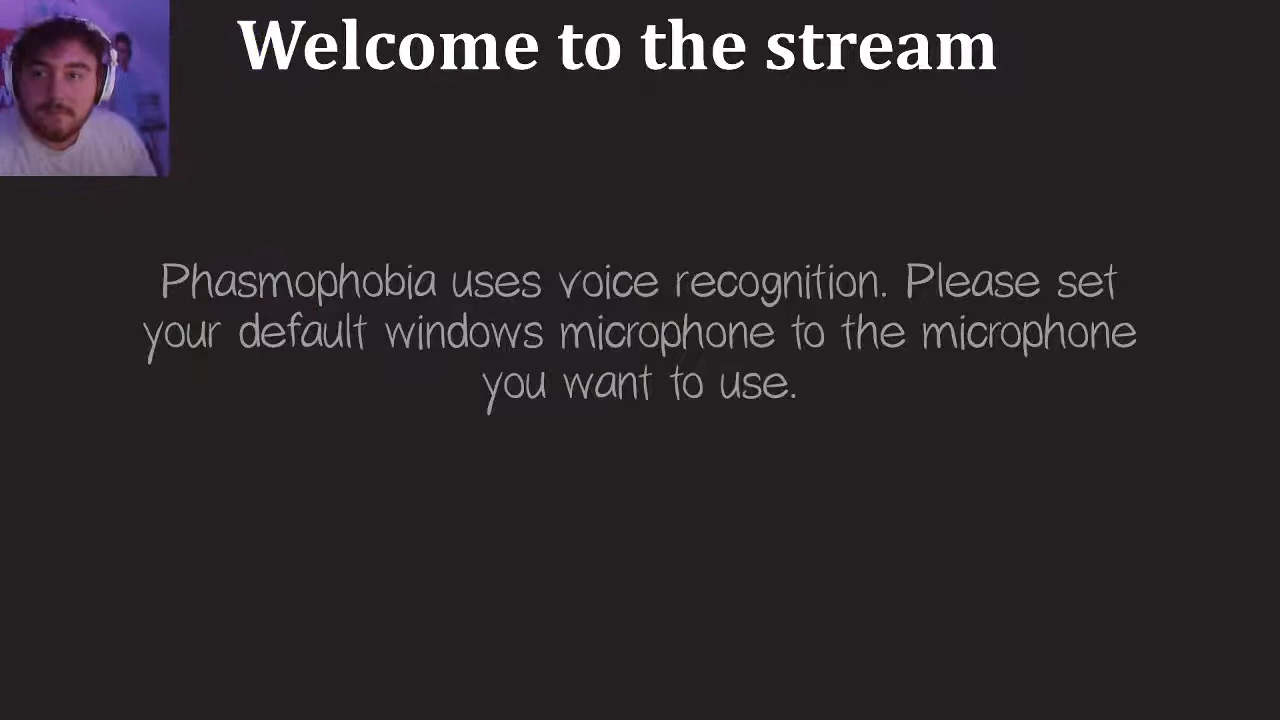 Welcome to the stream
Phasmophobia uses voice recognition. Please set
your default windows microphone to the microphone
you want to use.